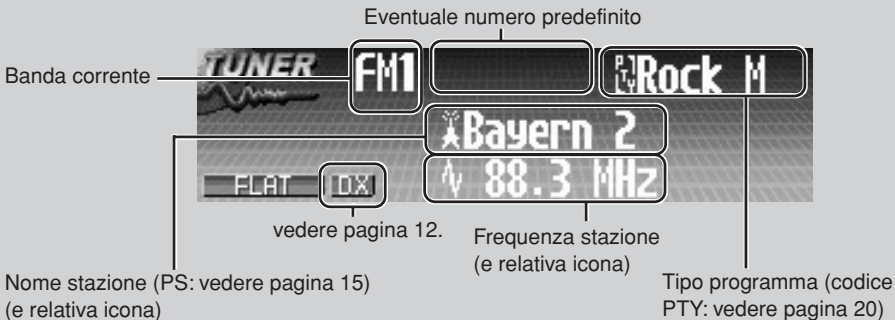 Eventuale numero predefinito
Banda corrente
TUNER
FM1
PTY Rock M
Bayern 2
FLAT
DX
88.3 MHz
vedere pagina 12.
Frequenza stazione
(e relativa icona)
Nome stazione (PS: vedere pagina 15)
(e relativa icona)
Tipo programma (codice
PTY: vedere pagina 20)